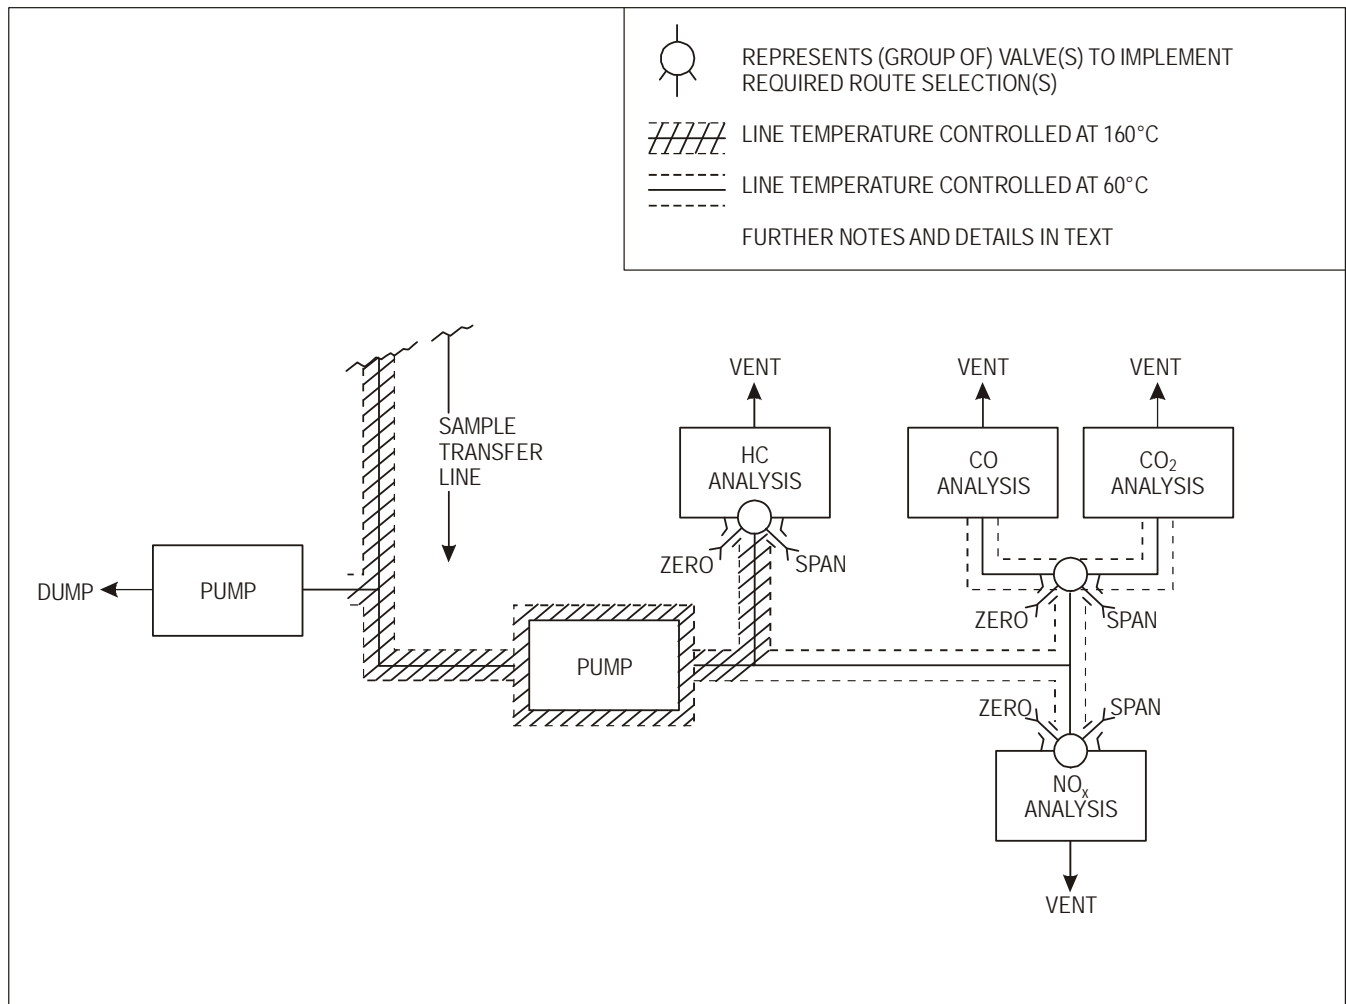 REPRESENTS (GROUP OF) VALVE(S) TO IMPLEMENT
REQUIRED ROUTE SELECTION(S)
LINE TEMPERATURE CONTROLLED AT 160°C
LINE TEMPERATURE CONTROLLED AT 60°C
FURTHER NOTES AND DETAILS IN TEXT
VENT
VENT
VENT
SAMPLE
TRANSFER
LINE
HC
ANALYSIS
CO
ANALYSIS
CO₂
ANALYSIS
ZERO
SPAN
DUMP
PUMP
ZERO
SPAN
PUMP
ZERO
SPAN
NOₓ
ANALYSIS
VENT